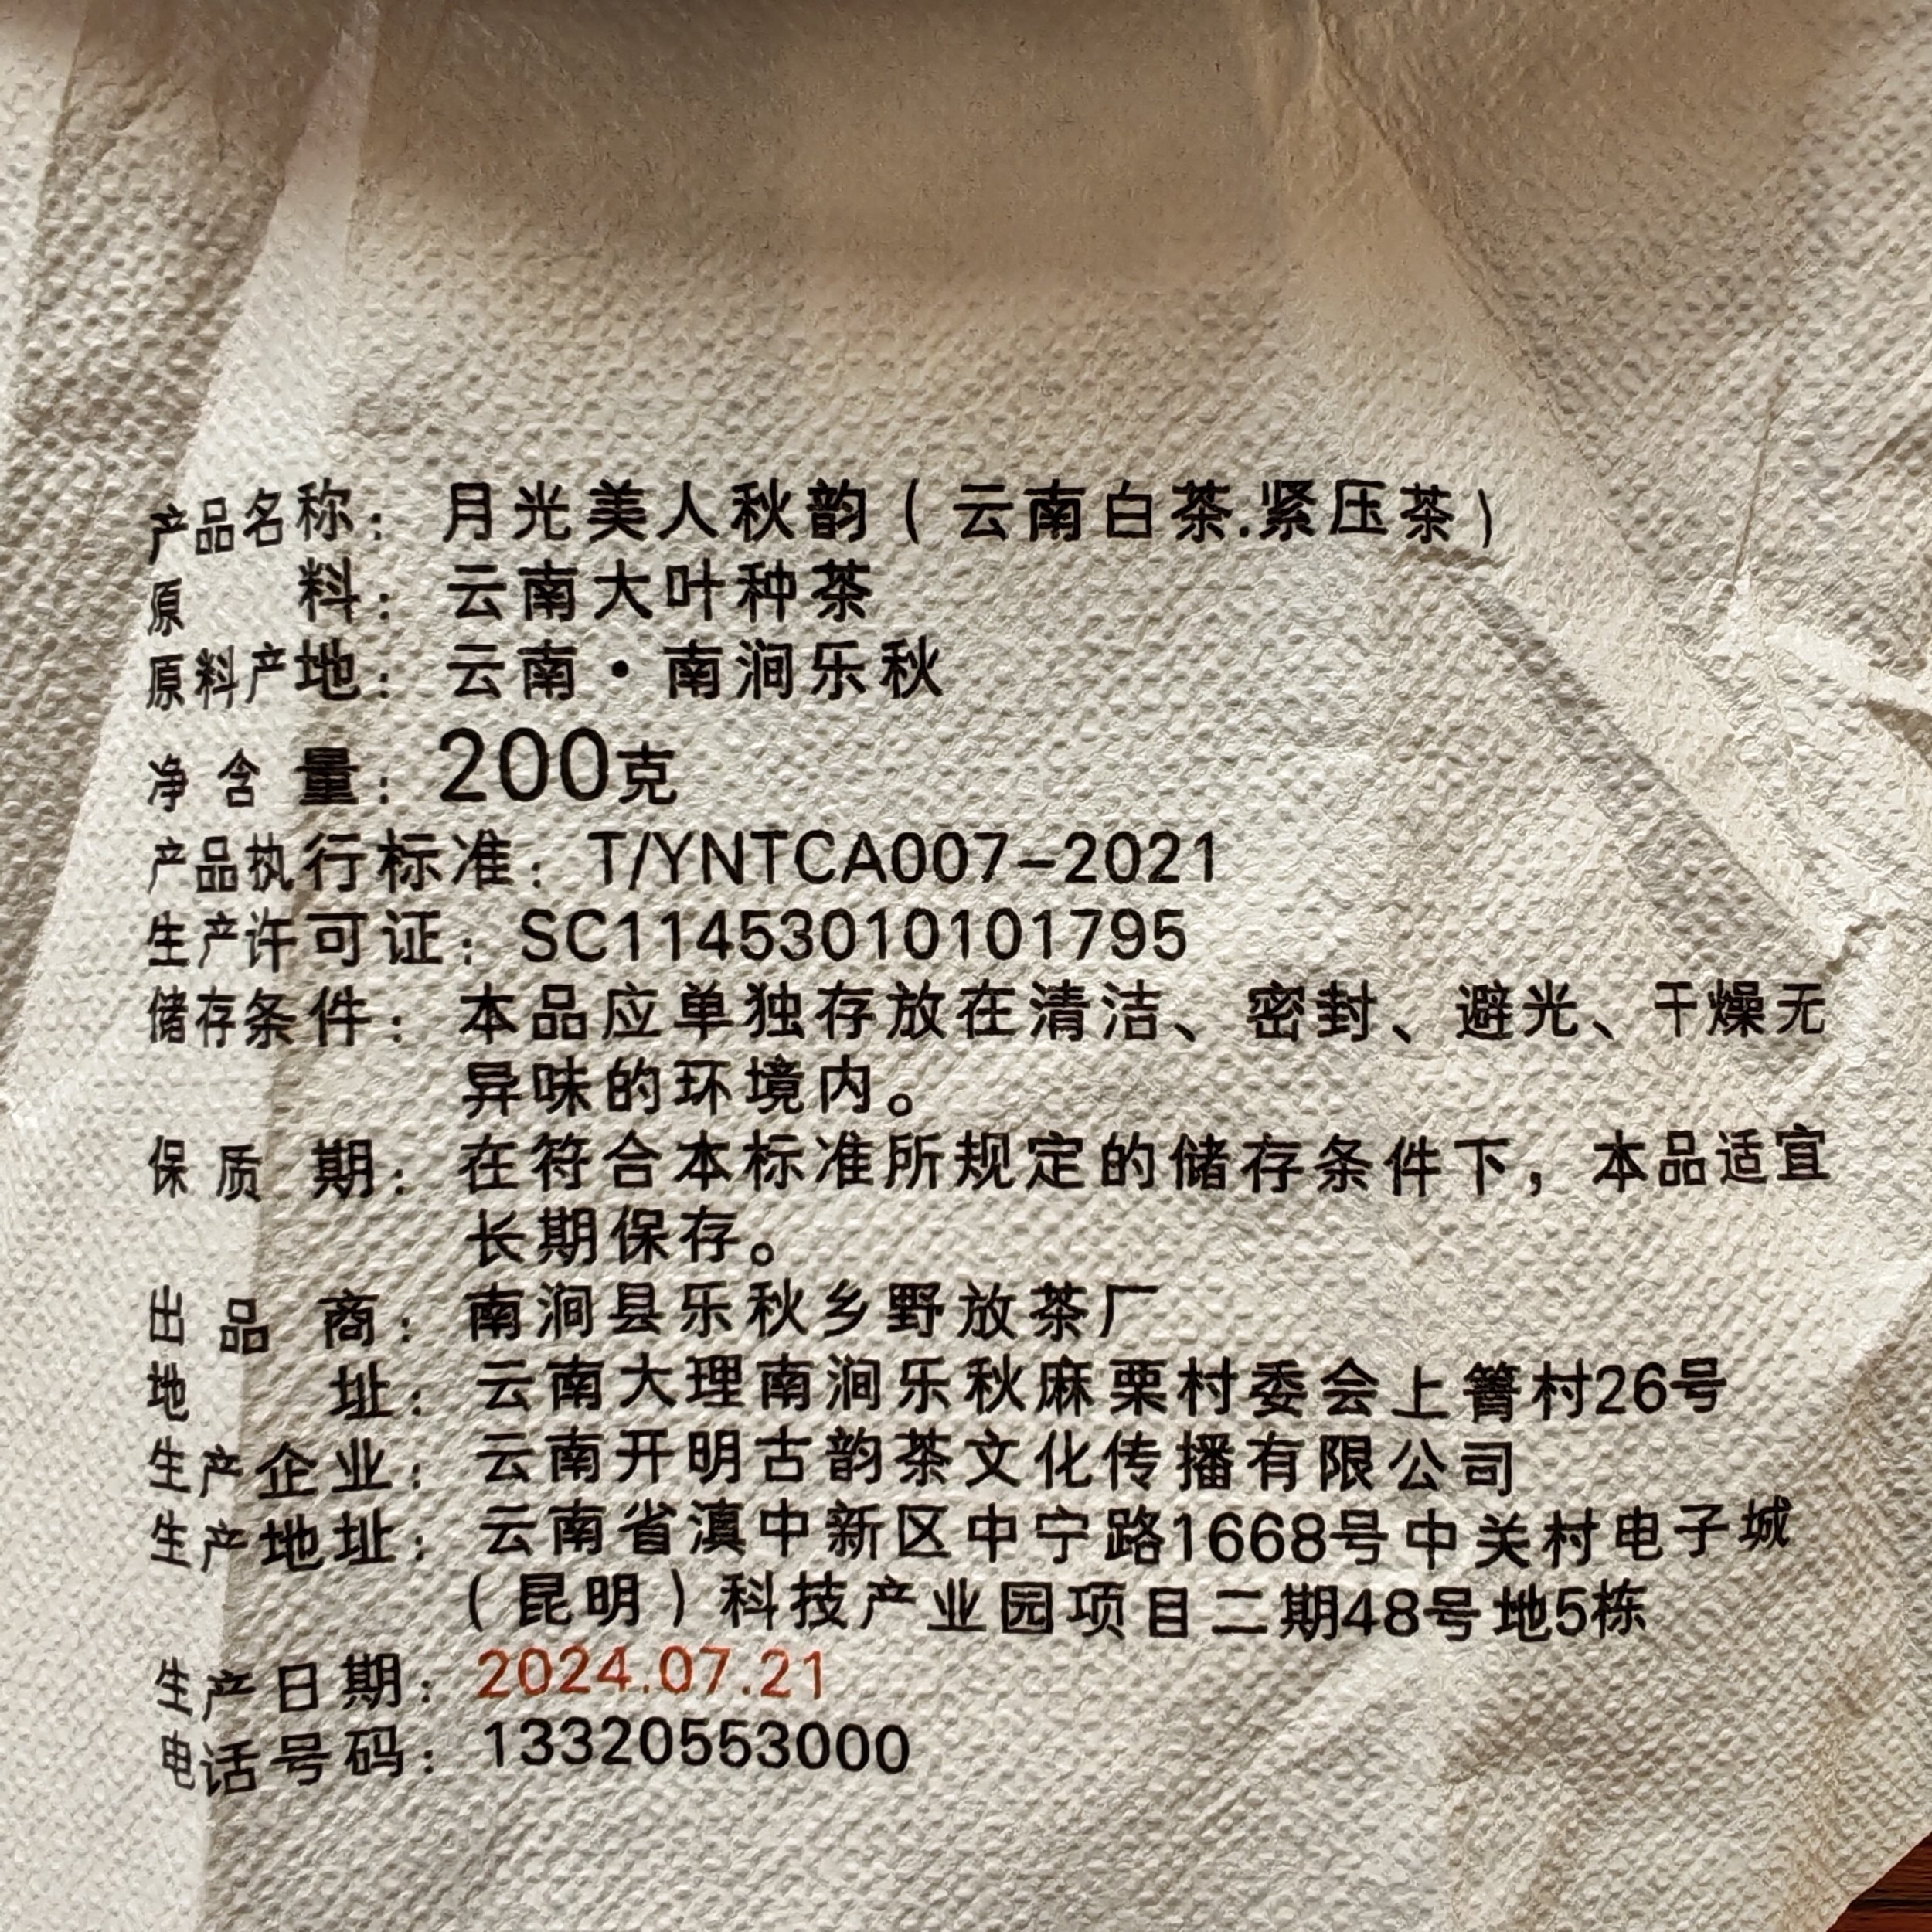 产品名称：月光美人秋韵（云南白茶.紧压茶）
原料：云南大叶种茶
原料产地：云南·南涧乐秋
净含量：200克
产品执行标准：T/YNTCA007-2021
生产许可证：SC11453010101795
储存条件：本品应单独存放在清洁、密封、避光、干燥无
异味的环境内。
保质期：在符合本标准所规定的储存条件下，本品适宜
长期保存。
出品商：南涧县乐秋乡野放茶厂
地址：云南大理南涧乐秋麻栗村委会上箐村26号
生产企业：云南开明古韵茶文化传播有限公司
生产地址：云南省滇中新区中宁路1668号中关村电子城
（昆明）科技产业园项目二期48号地5栋
生产日期：2024.07.21
电话号码：13320553000